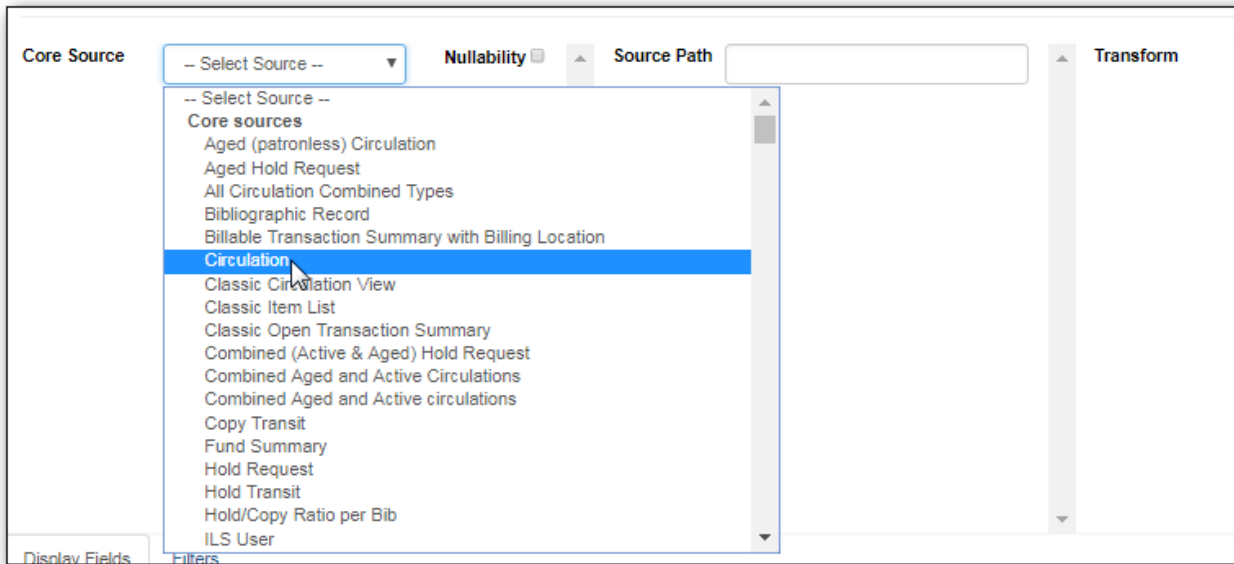 Core Source -- Select Source -- Nullability Source Path Transform
-- Select Source --
Core sources
Aged (patronless) Circulation
Aged Hold Request
All Circulation Combined Types
Bibliographic Record
Billable Transaction Summary with Billing Location
Circulation
Classic Circulation View
Classic Item List
Classic Open Transaction Summary
Combined (Active & Aged) Hold Request
Combined Aged and Active Circulations
Combined Aged and Active circulations
Copy Transit
Fund Summary
Hold Request
Hold Transit
Hold/Copy Ratio per Bib
ILS User
Display Fields Filters